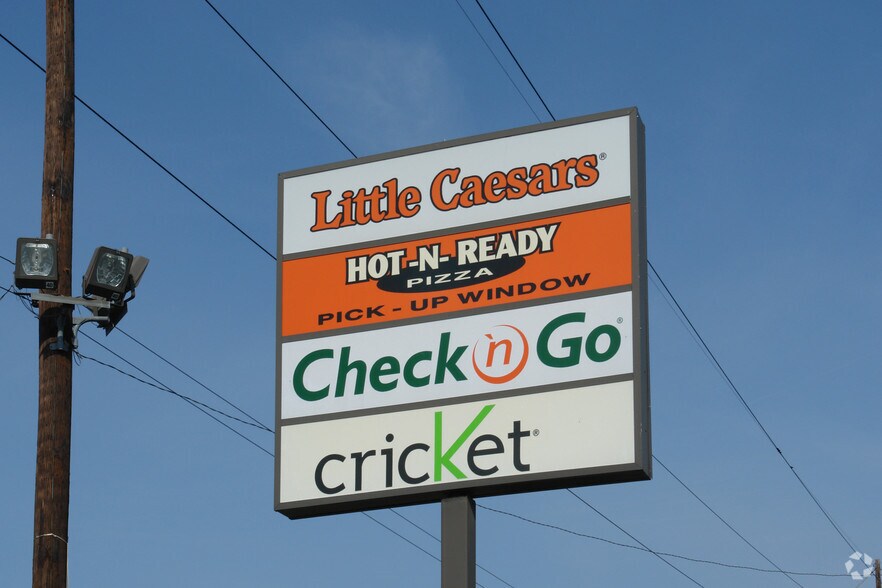 Little Caesars®
HOT-N-READY
PIZZA
PICK - UP WINDOW
Check 'n Go®
cricket®